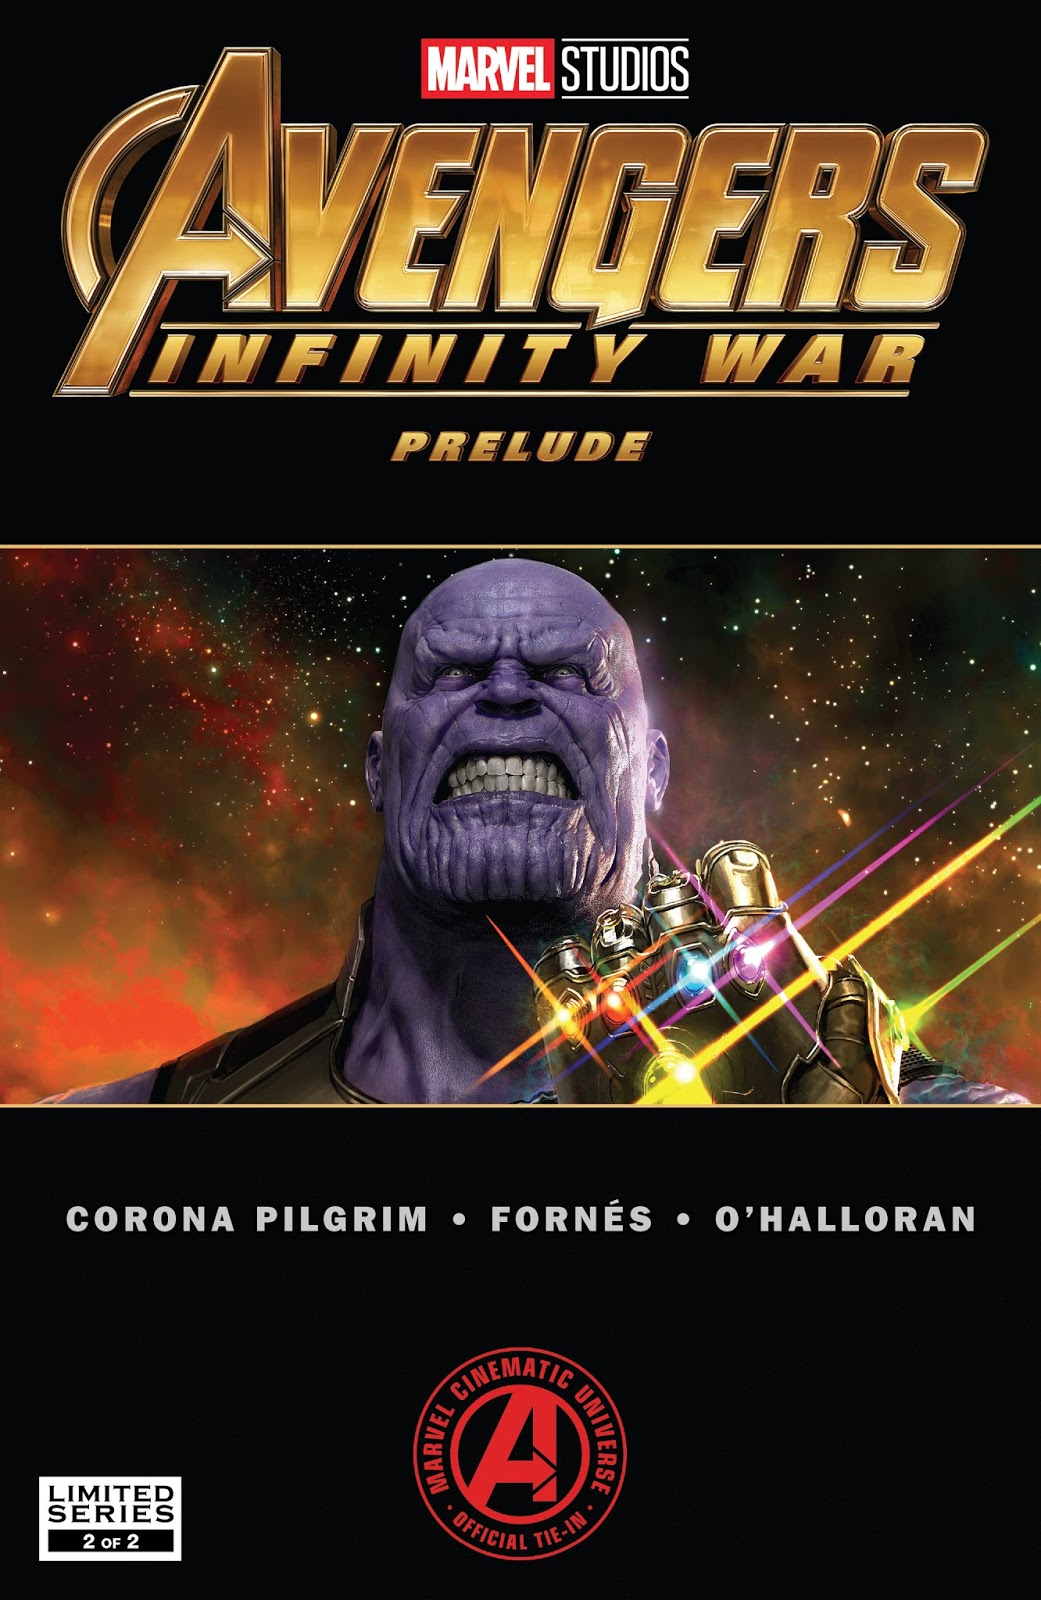 MARVEL STUDIOS
AVENGERS
INFINITY WAR
PRELUDE
CORONA PILGRIM • FORNÉS • O'HALLORAN
MARVEL CINEMATIC UNIVERSE
• OFFICIAL TIE-IN •
A
LIMITED
SERIES
2 OF 2